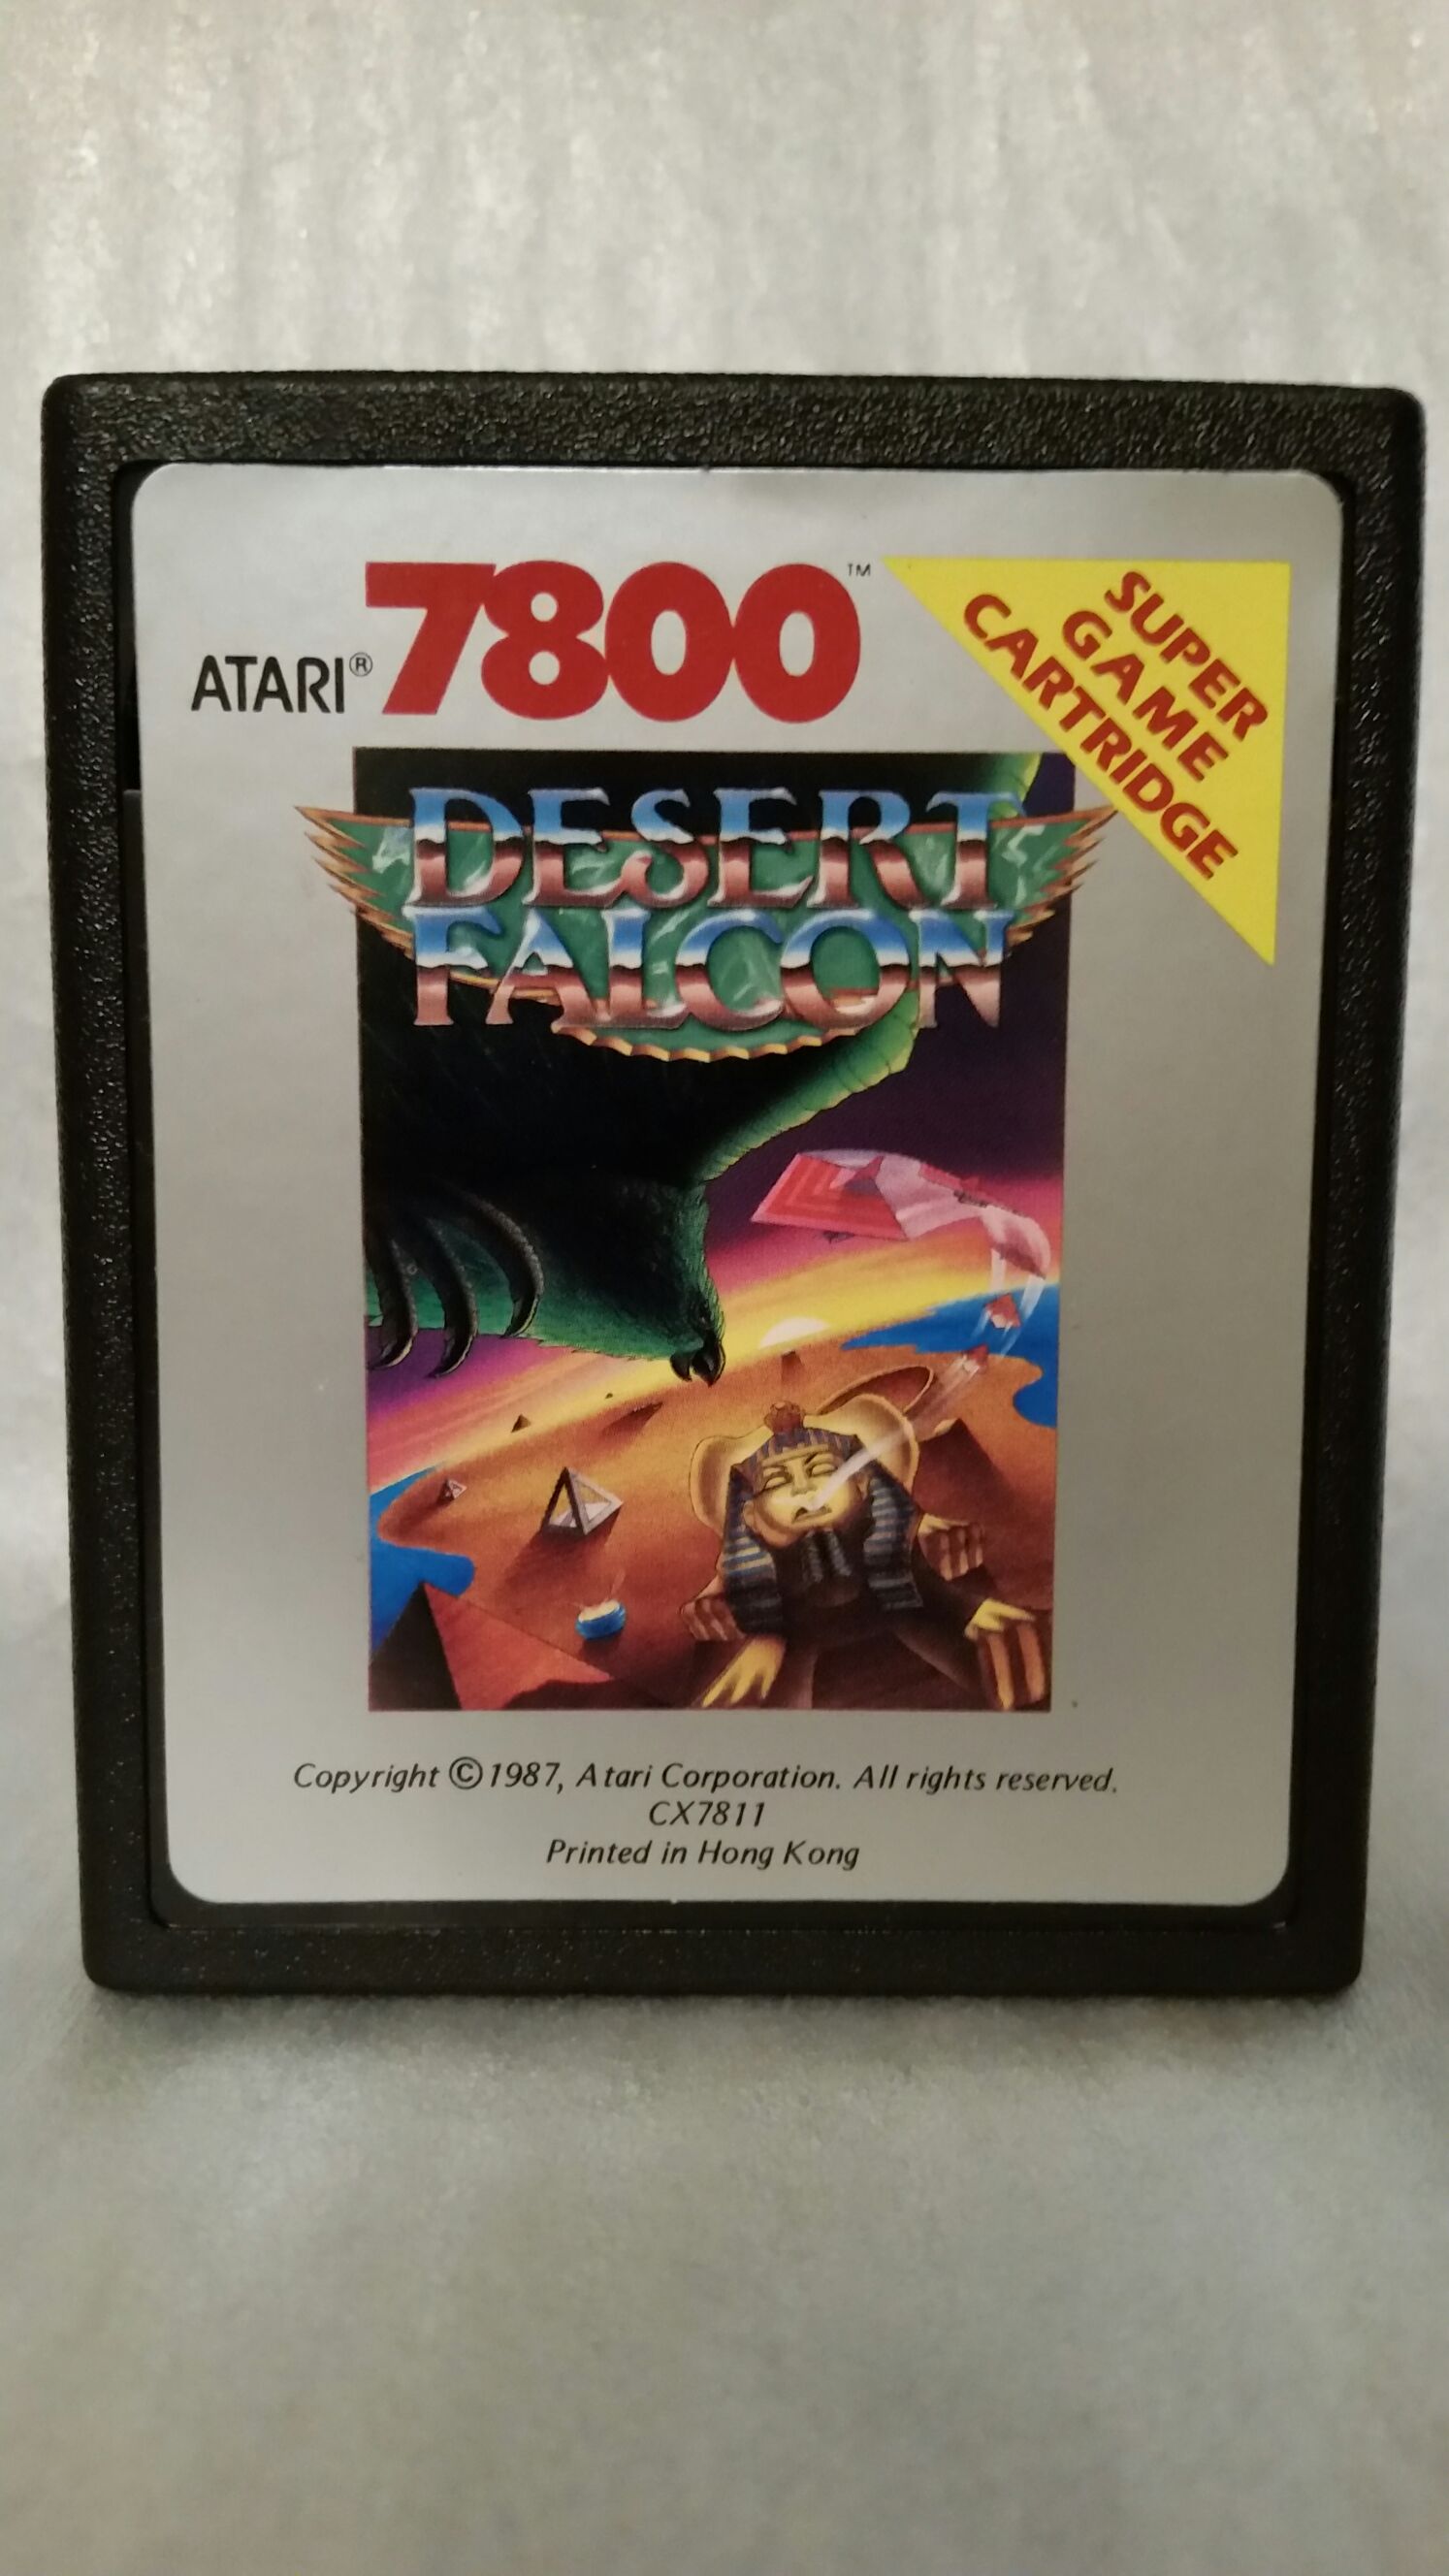 ATARI® 7800™
SUPER
GAME
CARTRIDGE
DESERT
FALCON
Copyright ©1987, Atari Corporation. All rights reserved.
CX7811
Printed in Hong Kong